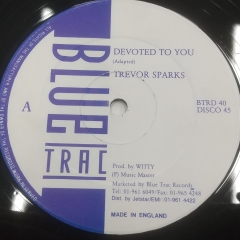 DEVOTED TO YOU
(Adapted)
TREVOR SPARKS
A
BTRD 40
DISCO 45
BLUE
TRAC
Prod. by WITTY
(P) Music Master
Marketed By Blue Trac Records
Tel: 01-961 6049/Fax: 01-965 4288
Dist. by Jetstar/EMI :01-961 4422
MADE IN ENGLAND